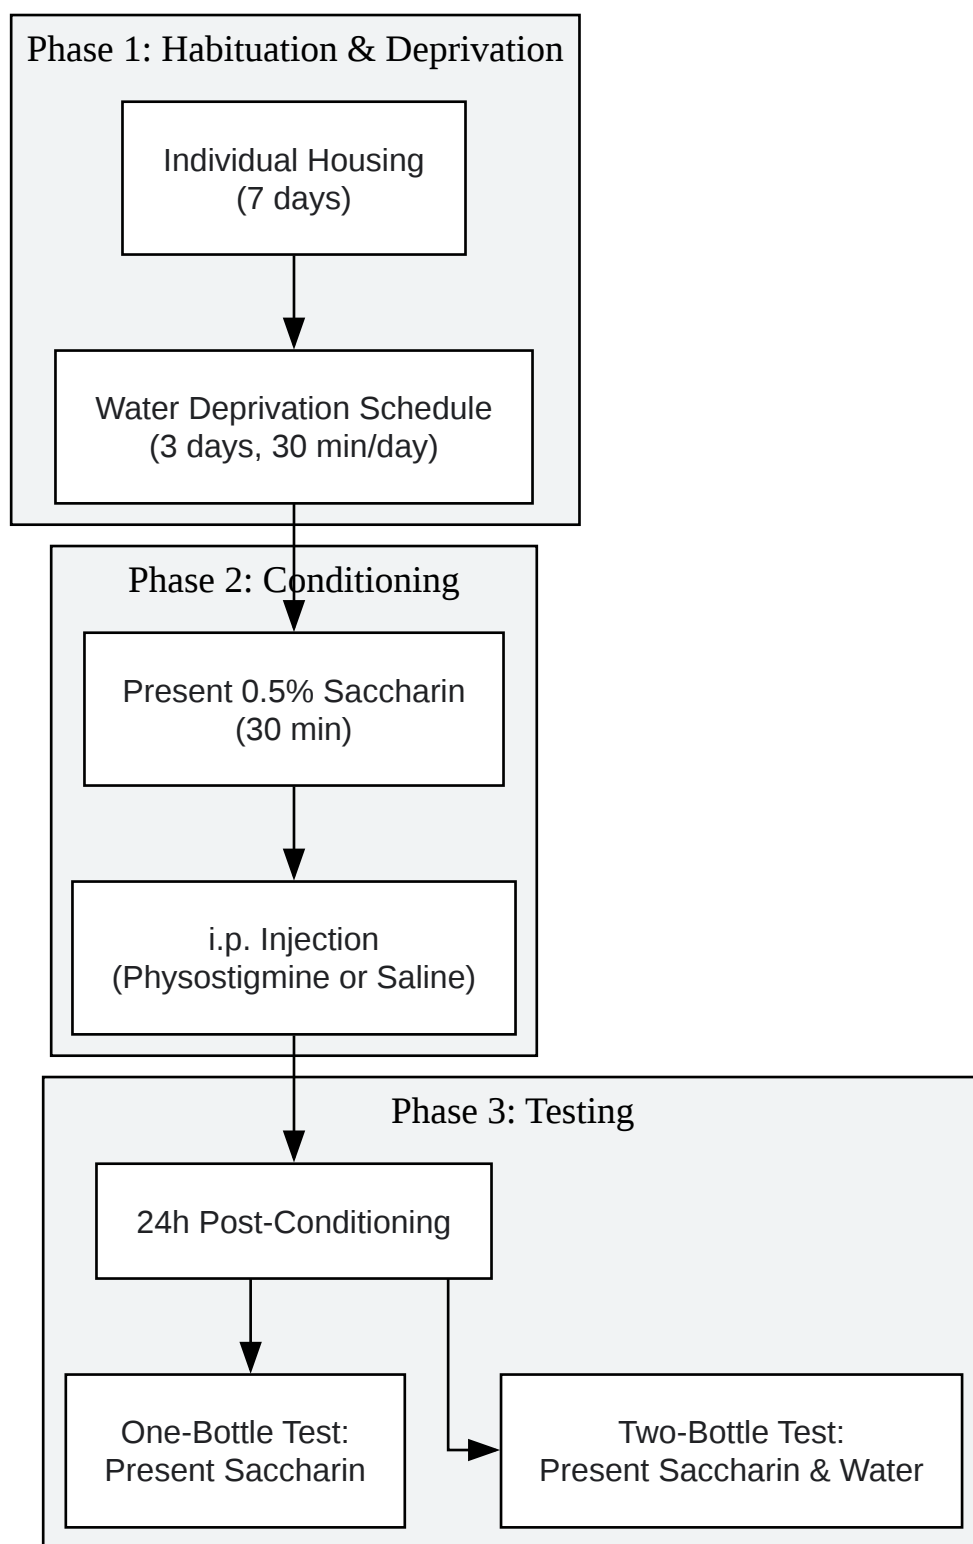 Phase 1: Habituation & Deprivation
Individual Housing
(7 days)
Water Deprivation Schedule
(3 days, 30 min/day)
Phase 2: Conditioning
Present 0.5% Saccharin
(30 min)
i.p. Injection
(Physostigmine or Saline)
Phase 3: Testing
24h Post-Conditioning
One-Bottle Test:
Present Saccharin
Two-Bottle Test:
Present Saccharin & Water